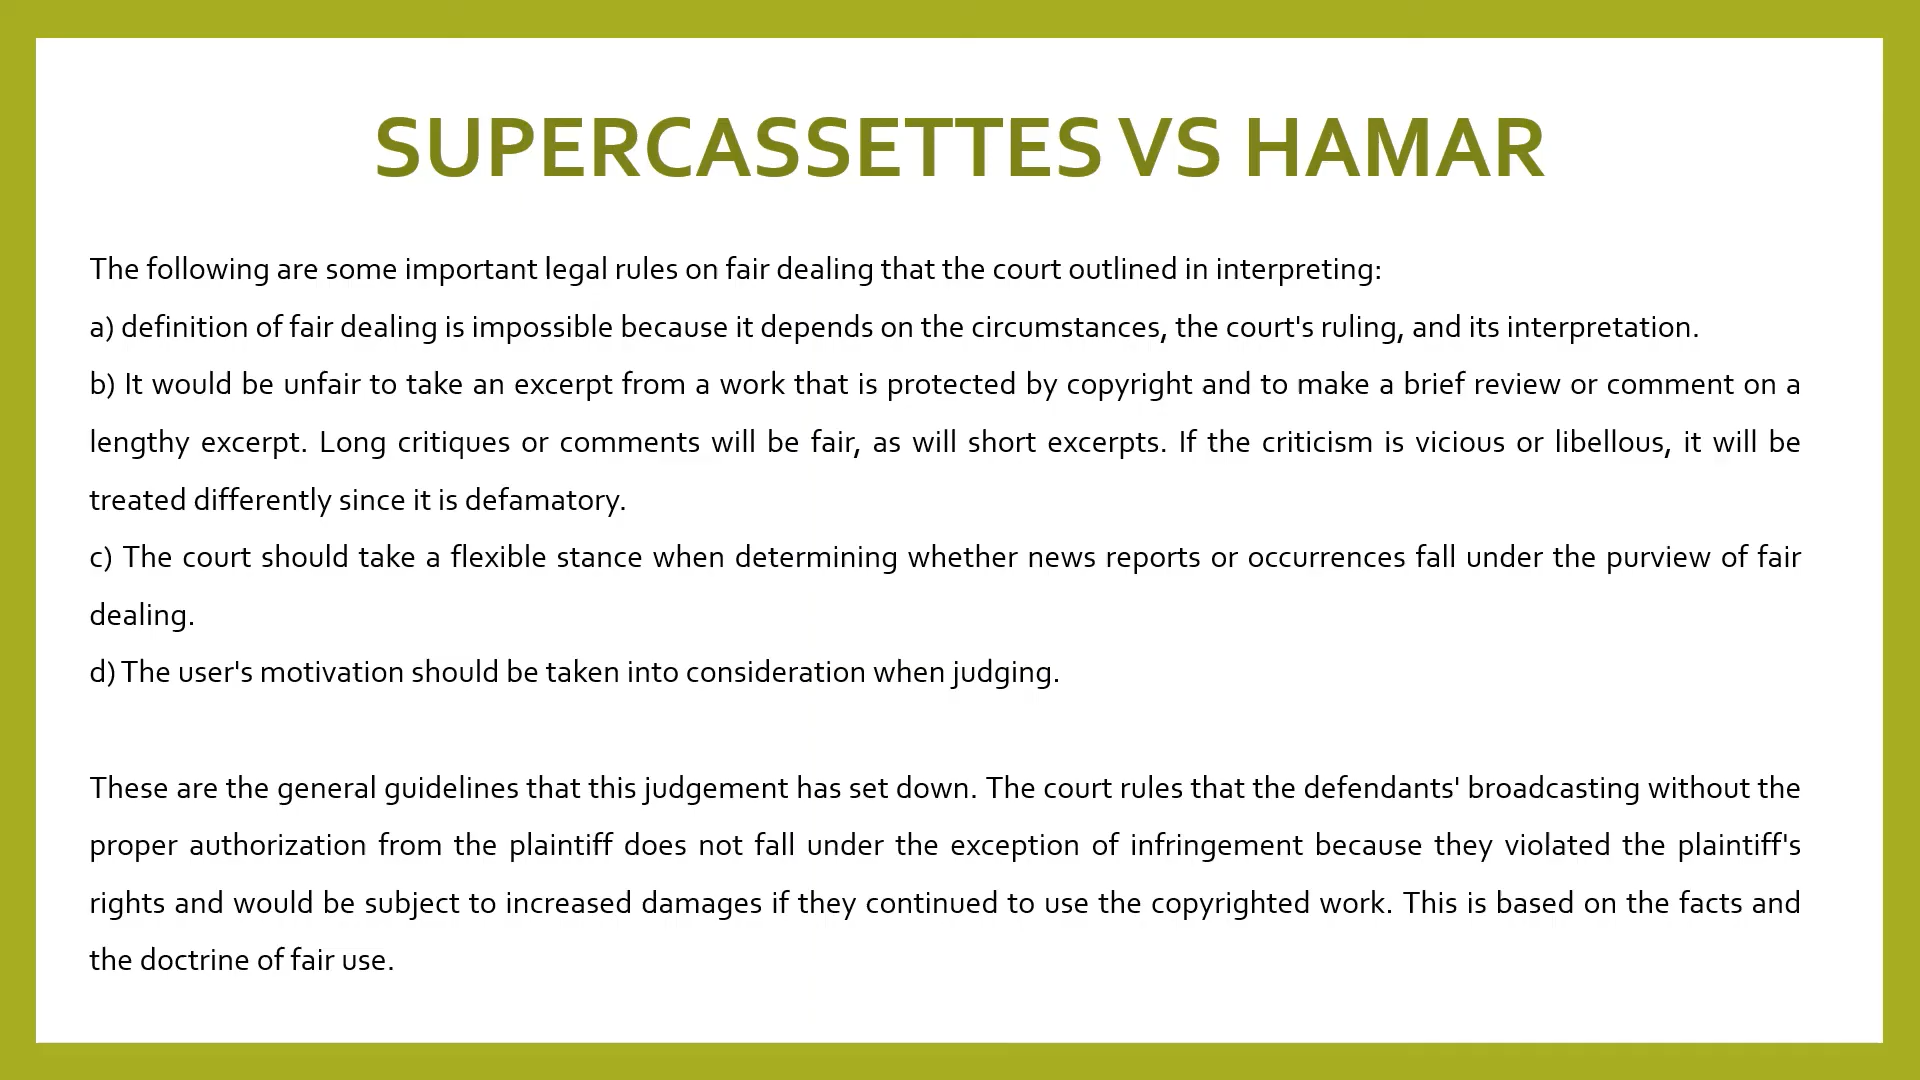 SUPERCASSETTES VS HAMAR
The following are some important legal rules on fair dealing that the court outlined in interpreting:
a) definition of fair dealing is impossible because it depends on the circumstances, the court's ruling, and its interpretation.
b) It would be unfair to take an excerpt from a work that is protected by copyright and to make a brief review or comment on a
lengthy excerpt. Long critiques or comments will be fair, as will short excerpts. If the criticism is vicious or libellous, it will be
treated differently since it is defamatory.
c) The court should take a flexible stance when determining whether news reports or occurrences fall under the purview of fair
dealing.
d) The user's motivation should be taken into consideration when judging.
These are the general guidelines that this judgement has set down. The court rules that the defendants' broadcasting without the
proper authorization from the plaintiff does not fall under the exception of infringement because they violated the plaintiff's
rights and would be subject to increased damages if they continued to use the copyrighted work. This is based on the facts and
the doctrine of fair use.